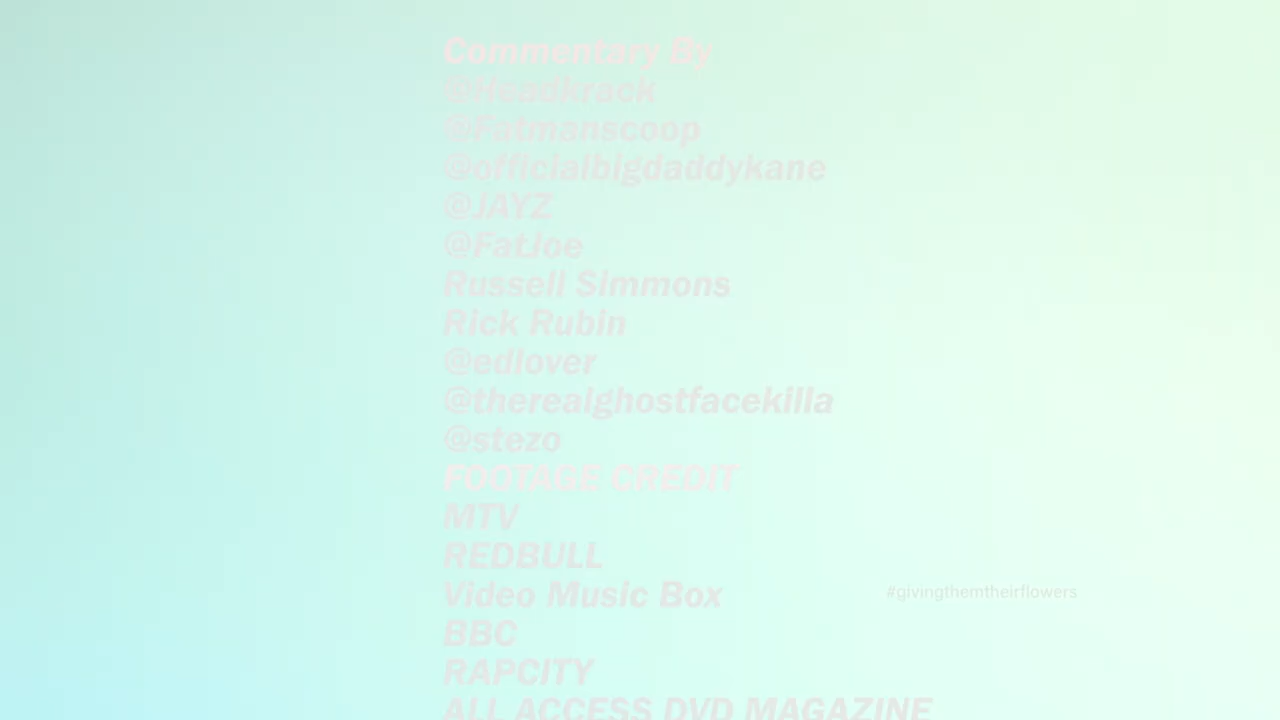 Commentary By
@Headkrack
@Fatmanscoop
@officialbigdaddykane
@JAYZ
@FatJoe
Russell Simmons
Rick Rubin
@edlover
@therealghostfacekilla
@stezo
FOOTAGE CREDIT
MTV
REDBULL
Video Music Box
#givingthemtheirflowers
BBC
RAPCITY
ALL ACCESS DVD MAGAZINE